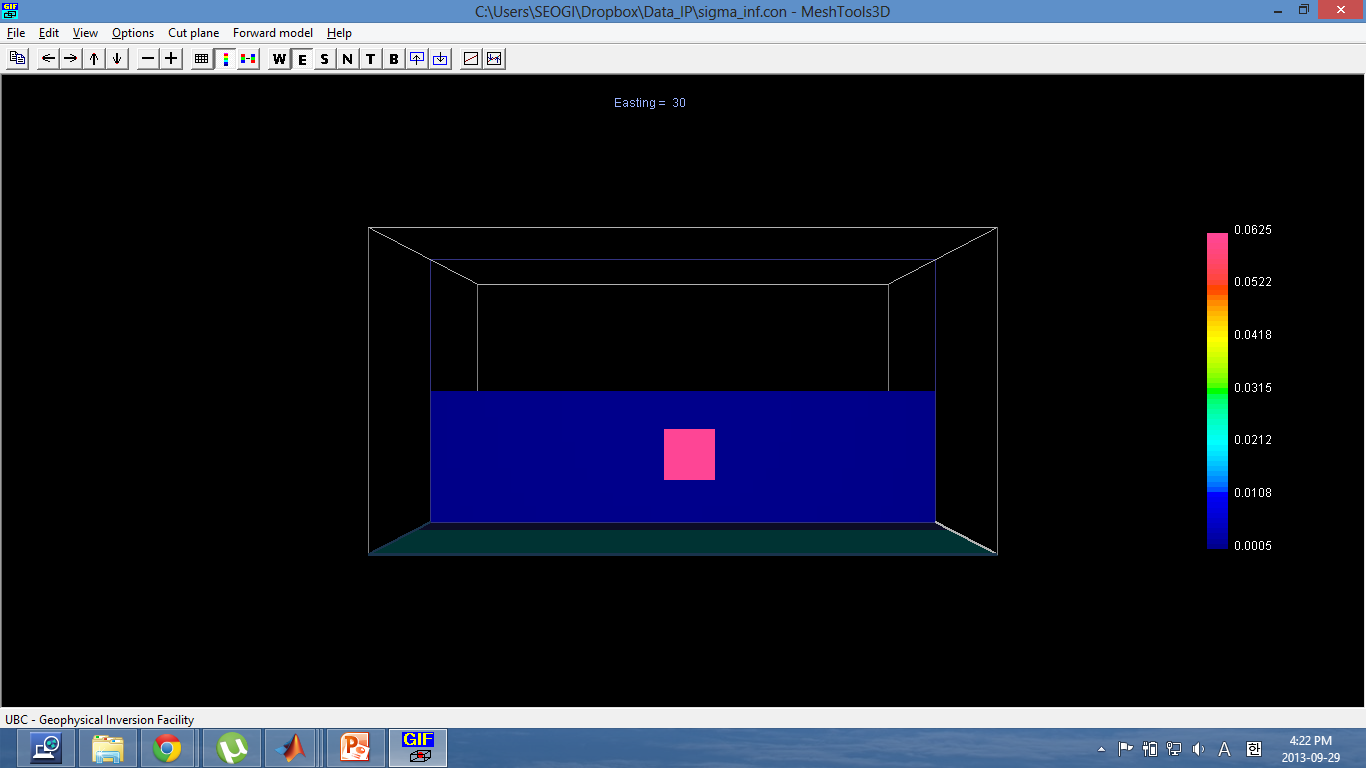 GIF
C:\Users\SEOGI\Dropbox\Data_IP\sigma_inf.con - MeshTools3D
File Edit View Options Cut plane Forward model Help
W E S N T B
Easting = 30
0.0625
0.0522
0.0418
0.0315
0.0212
0.0108
0.0005
UBC - Geophysical Inversion Facility
µ
P
GIF
A
한
4:22 PM
2013-09-29